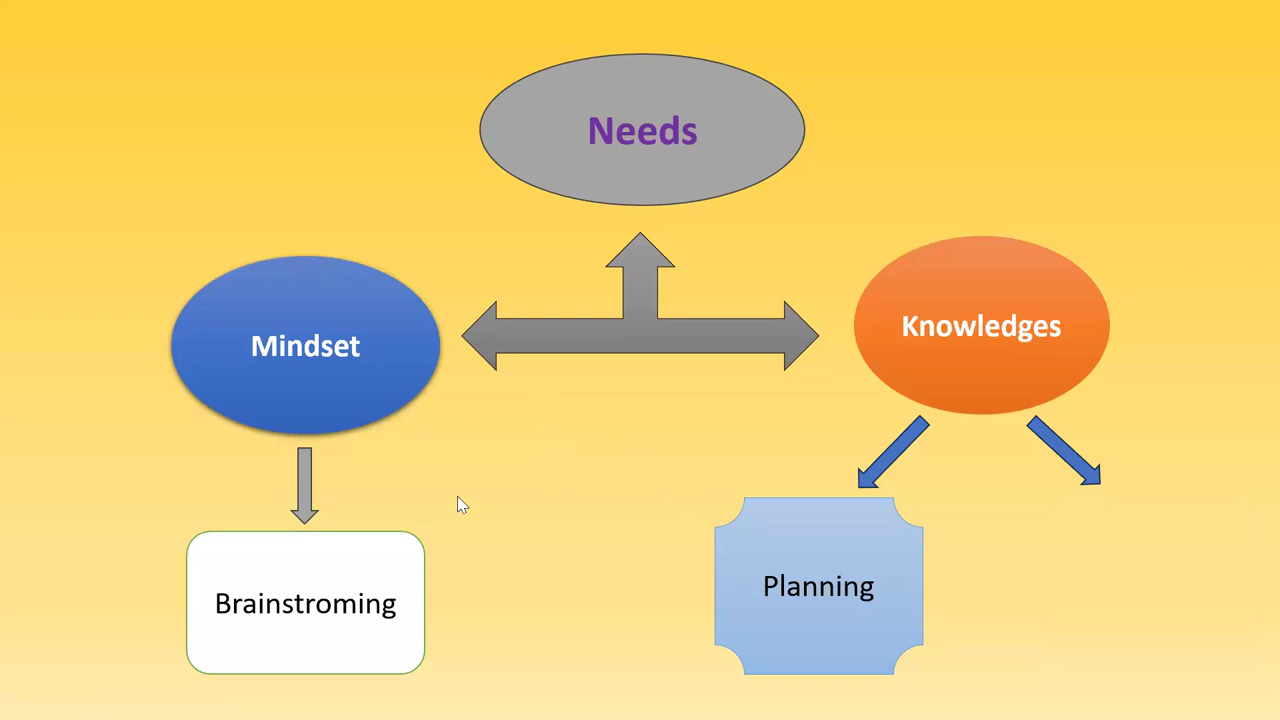 Needs
Mindset
Knowledges
Brainstroming
Planning